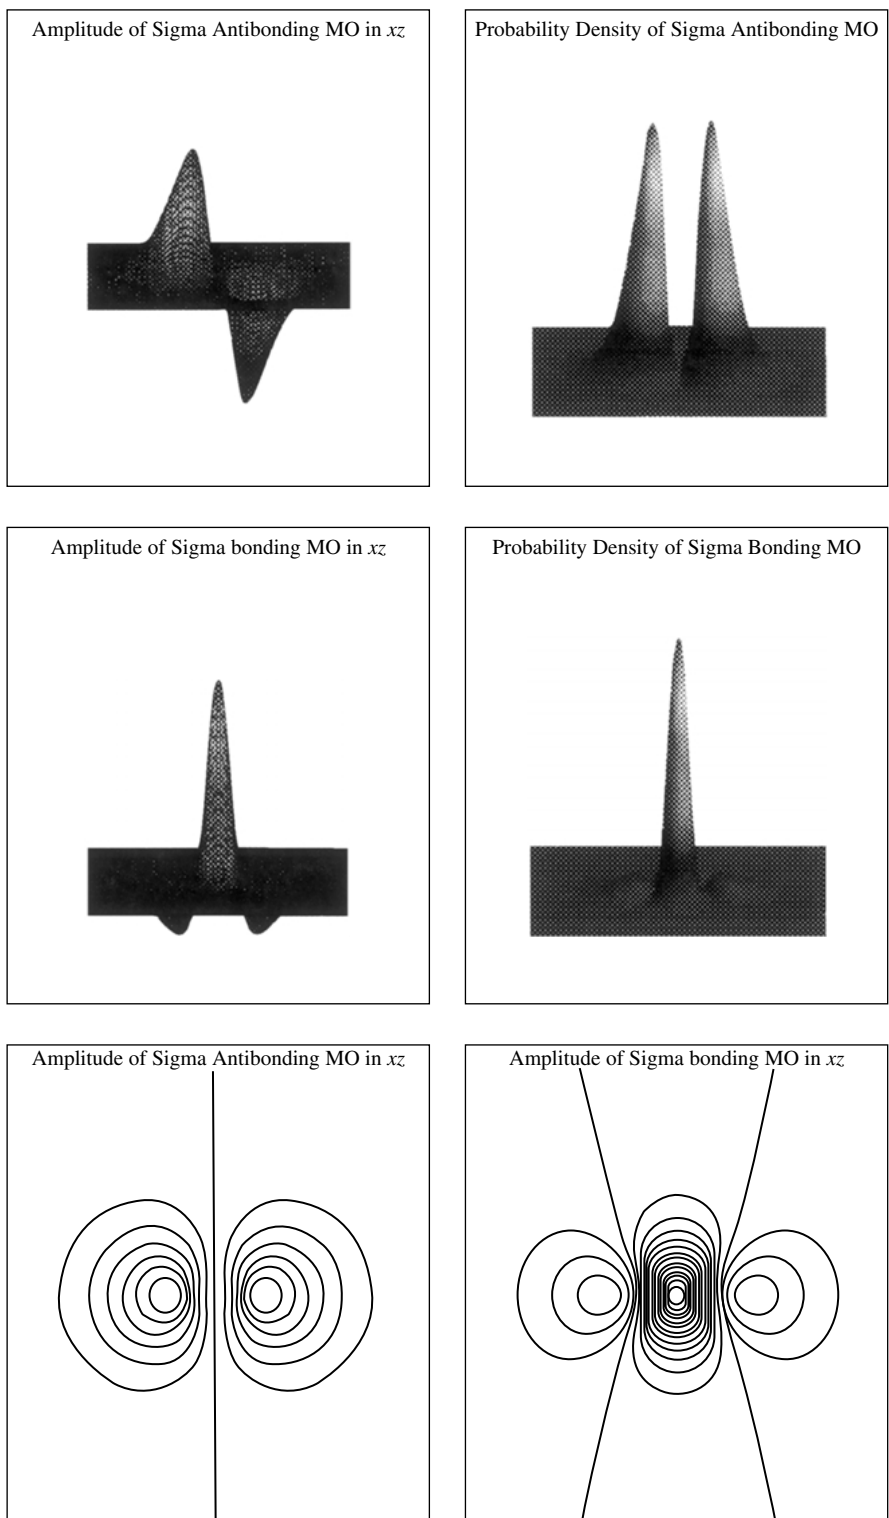 Amplitude of Sigma Antibonding MO in xz
Probability Density of Sigma Antibonding MO
Amplitude of Sigma bonding MO in xz
Probability Density of Sigma Bonding MO
Amplitude of Sigma Antibonding MO in xz
Amplitude of Sigma bonding MO in xz